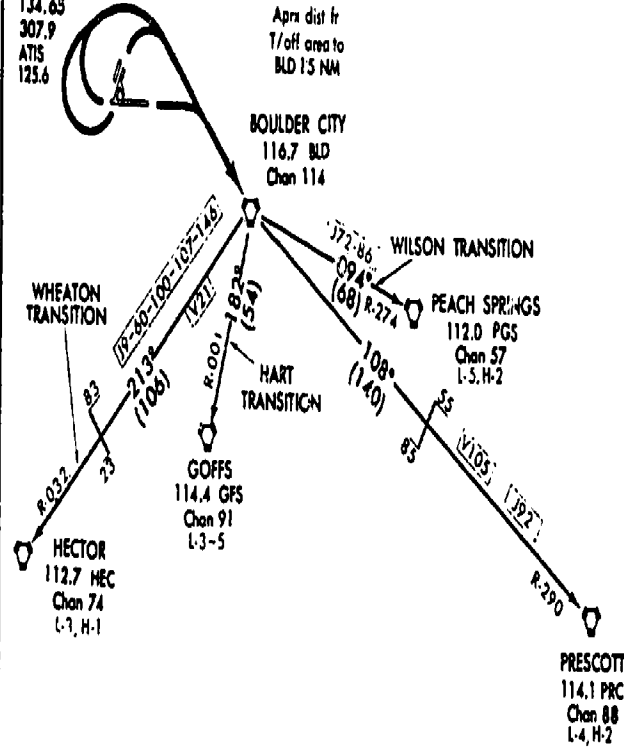 134.65
307.9
ATIS
125.6
Aprx dist fr
T/off area to
BLD 15 NM
BOULDER CITY
116.7 BLD
Chan 114
J72-86
WILSON TRANSITION
094°
(68)
R-274
PEACH SPRINGS
112.0 PGS
Chan 57
L-5, H-2
J9-60-100-107-146
V21
WHEATON
TRANSITION
213°
(106)
83
23
R-032
182°
(54)
R-001
HART
TRANSITION
108°
(140)
55
85
V105
J92
R-290
GOFFS
114.4 GFS
Chan 91
L-3-5
HECTOR
112.7 HEC
Chan 74
L-3, H-1
PRESCOTT
114.1 PRC
Chan 88
L-4, H-2